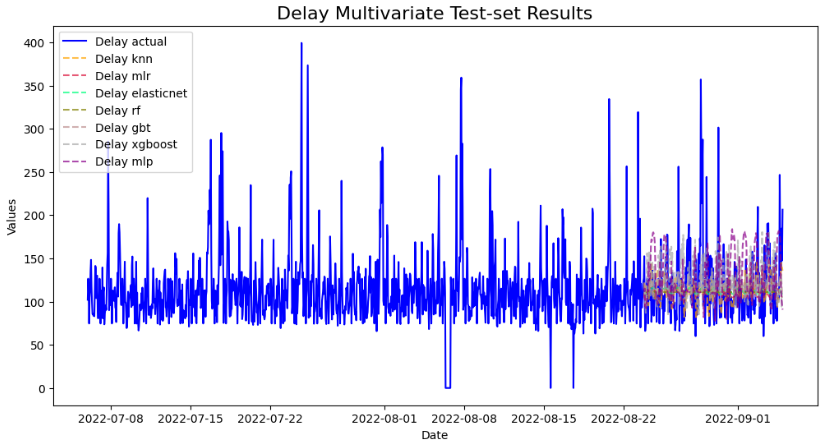 Delay Multivariate Test-set Results
Values
400
350
300
250
200
150
100
50
0
Delay actual
Delay knn
Delay mlr
Delay elasticnet
Delay rf
Delay gbt
Delay xgboost
Delay mlp
2022-07-08 2022-07-15 2022-07-22 2022-08-01 2022-08-08 2022-08-15 2022-08-22 2022-09-01
Date